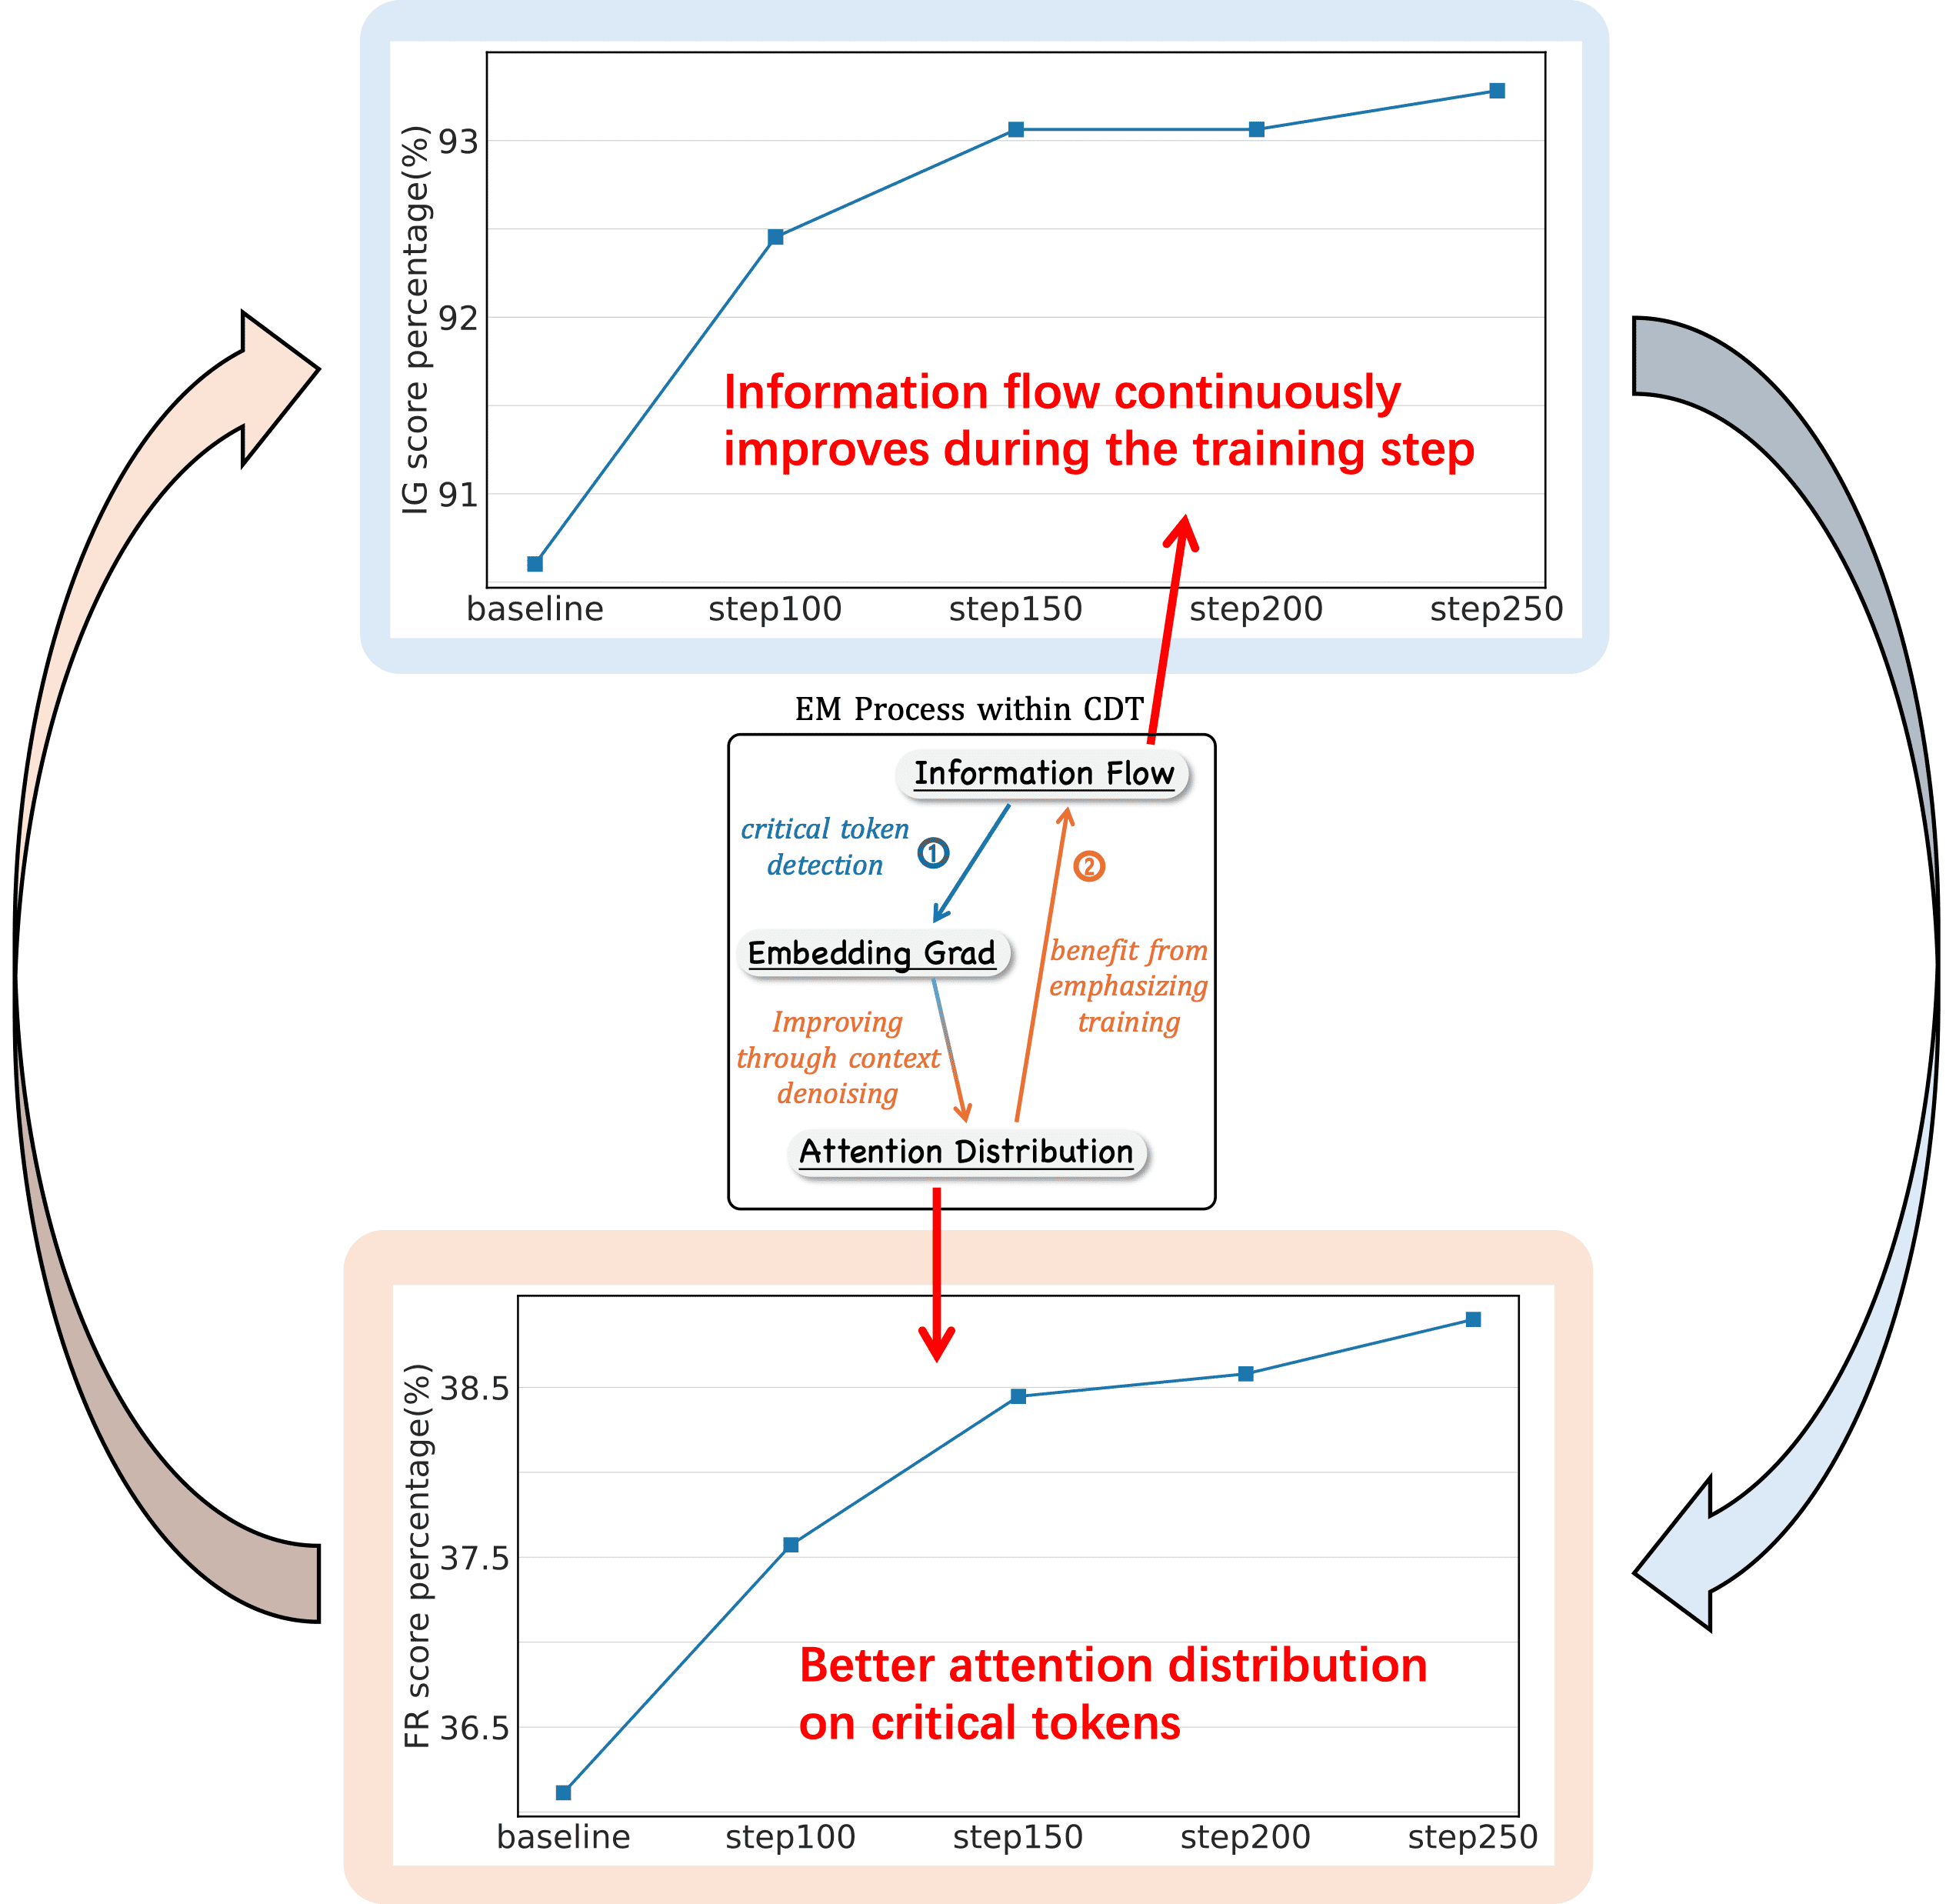 IG score percentage(%)
93
92
91
Information flow continuously
improves during the training step
baseline step100 step150 step200 step250
EM Process within CDT
Information Flow
critical token
detection
1
2
Embedding Grad
benefit from
emphasizing
training
Improving
through context
denoising
Attention Distribution
FR score percentage(%)
38.5
37.5
36.5
Better attention distribution
on critical tokens
baseline step100 step150 step200 step250